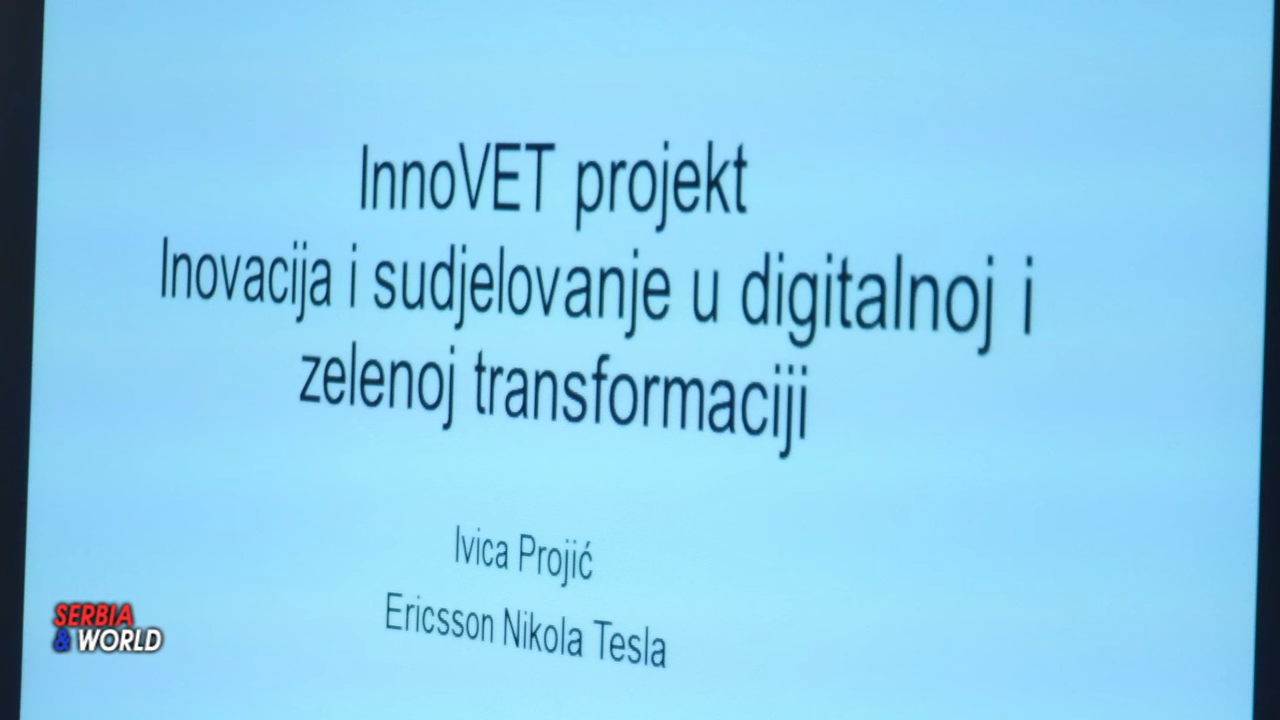 InnoVET projekt
Inovacija i sudjelovanje u digitalnoj i
zelenoj transformaciji
Ivica Projić
Ericsson Nikola Tesla
SERBIA
& WORLD